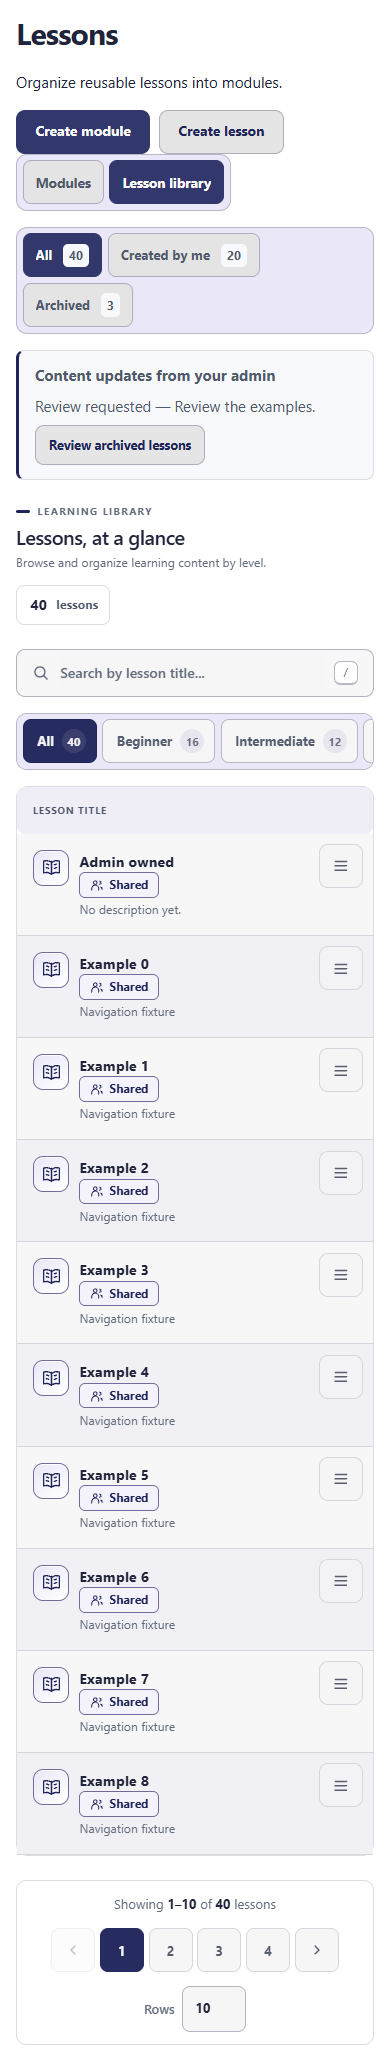 Lessons
Organize reusable lessons into modules.
Create module Create lesson
Modules Lesson library
All 40 Created by me 20
Archived 3
Content updates from your admin
Review requested — Review the examples.
Review archived lessons
LEARNING LIBRARY
Lessons, at a glance
Browse and organize learning content by level.
40 lessons
Search by lesson title... /
All 40 Beginner 16 Intermediate 12
LESSON TITLE
Admin owned
Shared
No description yet.
Example 0
Shared
Navigation fixture
Example 1
Shared
Navigation fixture
Example 2
Shared
Navigation fixture
Example 3
Shared
Navigation fixture
Example 4
Shared
Navigation fixture
Example 5
Shared
Navigation fixture
Example 6
Shared
Navigation fixture
Example 7
Shared
Navigation fixture
Example 8
Shared
Navigation fixture
Showing 1–10 of 40 lessons
1 2 3 4
Rows 10